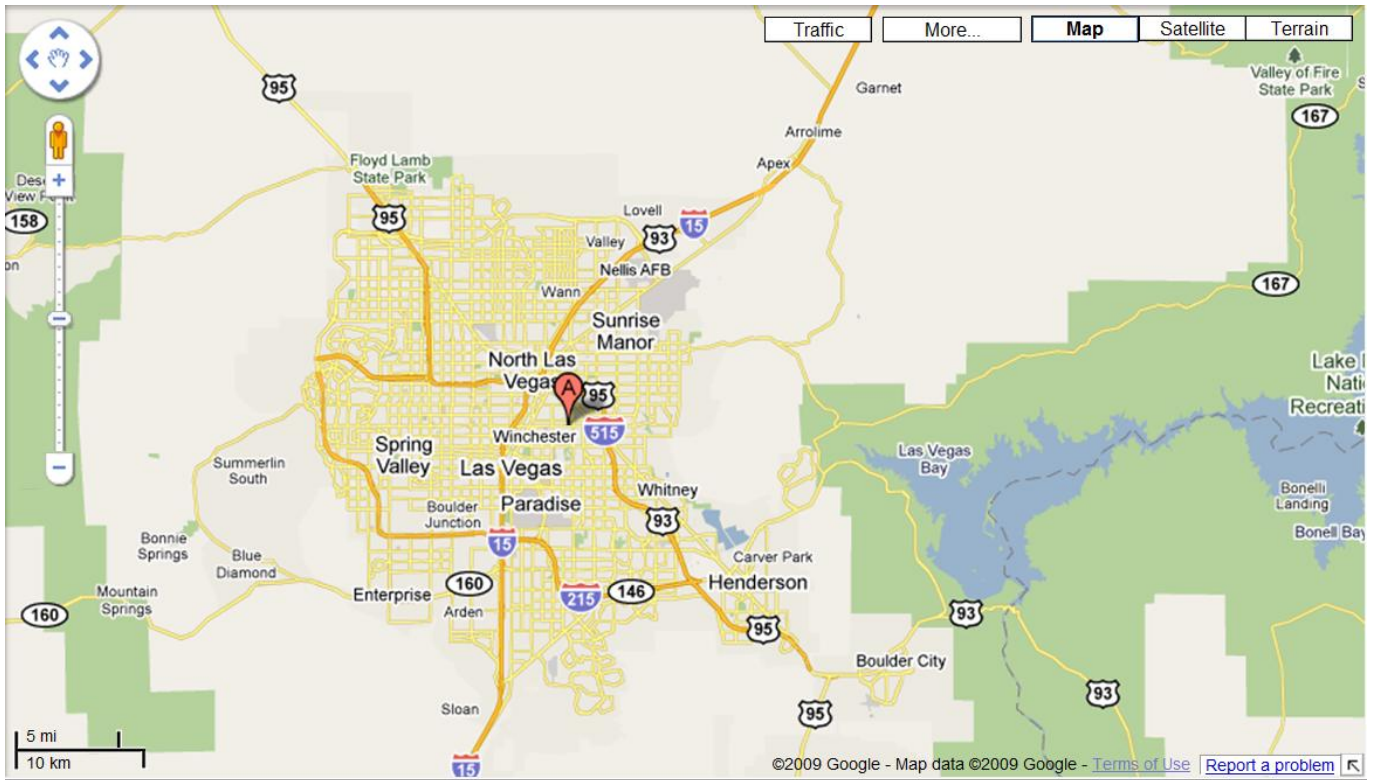 Traffic
More...
Map
Satellite
Terrain
95
Garnet
Valley of Fire
State Park
167
Arrolime
Floyd Lamb
State Park
Apex
+
View
158
95
Lovell
15
Valley
93
Nellis AFB
167
Wann
Sunrise
Manor
North Las
Vegas
Lake
Nati
Recreati
A
95
515
Winchester
Spring
Valley
Las Vegas
Las Vegas
Bay
Summerlin
South
Whitney
Bonelli
Landing
Boulder
Junction
Paradise
93
Bonell Bay
Bonnie
Springs
15
Blue
Diamond
Carver Park
Henderson
160
146
215
Enterprise
Arden
Mountain
Springs
160
93
95
Boulder City
93
95
Sloan
5 mi
10 km
15
©2009 Google - Map data ©2009 Google - Terms of Use
Report a problem